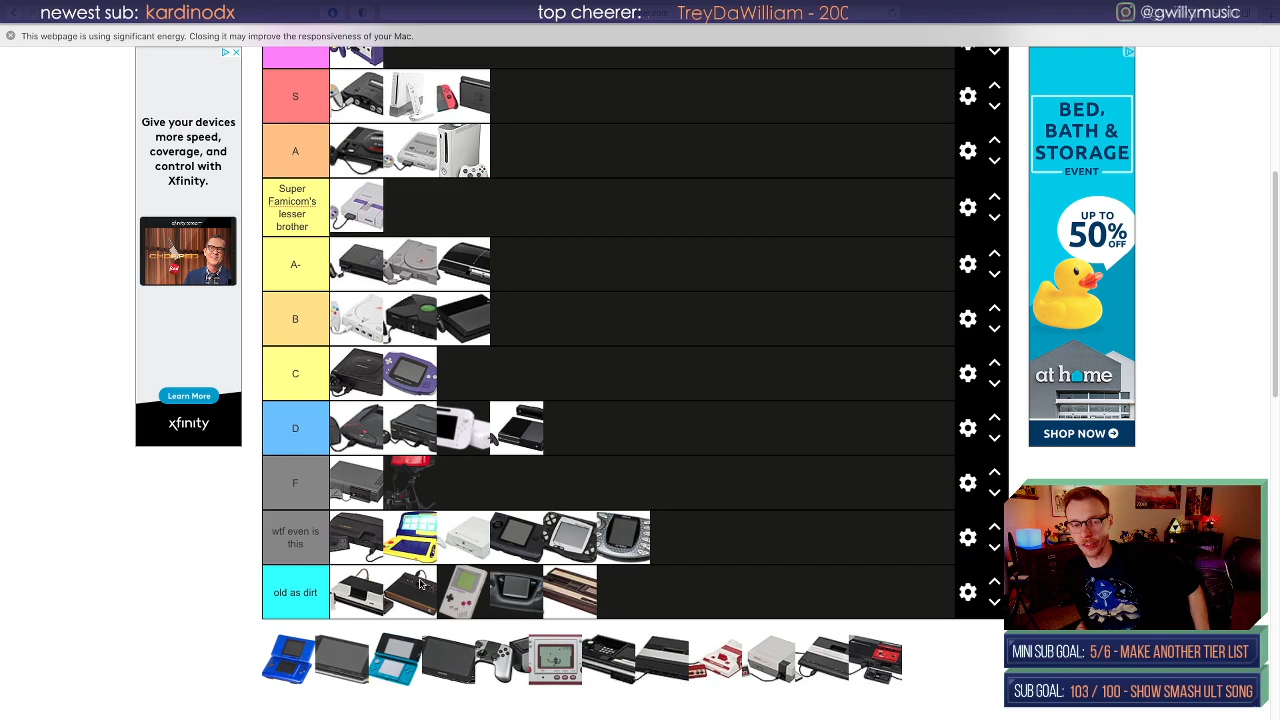 newest sub: kardinodx
top cheerer: TreyDaWilliam - 200
@gwillymusic
This webpage is using significant energy. Closing it may improve the responsiveness of your Mac.
S
A
Super
Famicom's
lesser
brother
A-
B
C
D
F
wtf even is
this
old as dirt
Give your devices
more speed,
coverage, and
control with
Xfinity.
CHOPPED
Learn More
xfinity
BED,
BATH &
STORAGE
EVENT
UP TO
50%
OFF
at home
SHOP NOW
MINI SUB GOAL: 5/6 - MAKE ANOTHER TIER LIST
SUB GOAL: 103 / 100 - SHOW SMASH ULT SONG